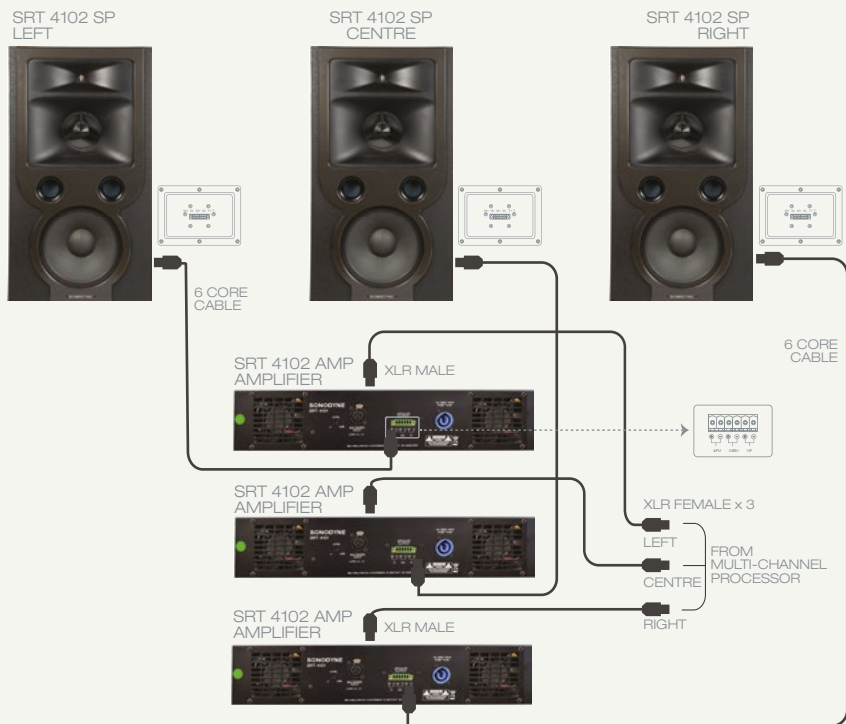 SRT 4102 SP
LEFT
SRT 4102 SP
CENTRE
SRT 4102 SP
RIGHT
6 CORE
CABLE
6 CORE
CABLE
SRT 4102 AMP
AMPLIFIER
XLR MALE
SONODYNE
SRT 4102 AMP
AMPLIFIER
SONODYNE
XLR FEMALE x 3
LEFT
CENTRE
RIGHT
FROM
MULTI-CHANNEL
PROCESSOR
SRT 4102 AMP
AMPLIFIER
XLR MALE
SONODYNE